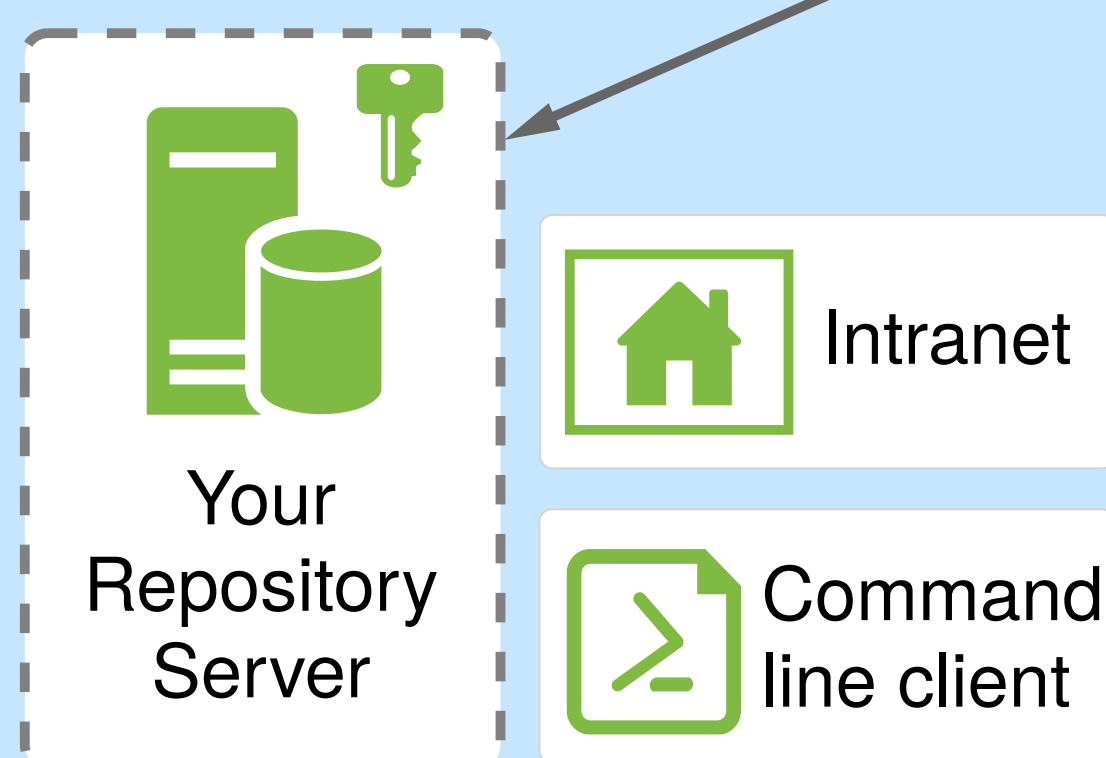 Your
Repository
Server
Intranet
Command
line client